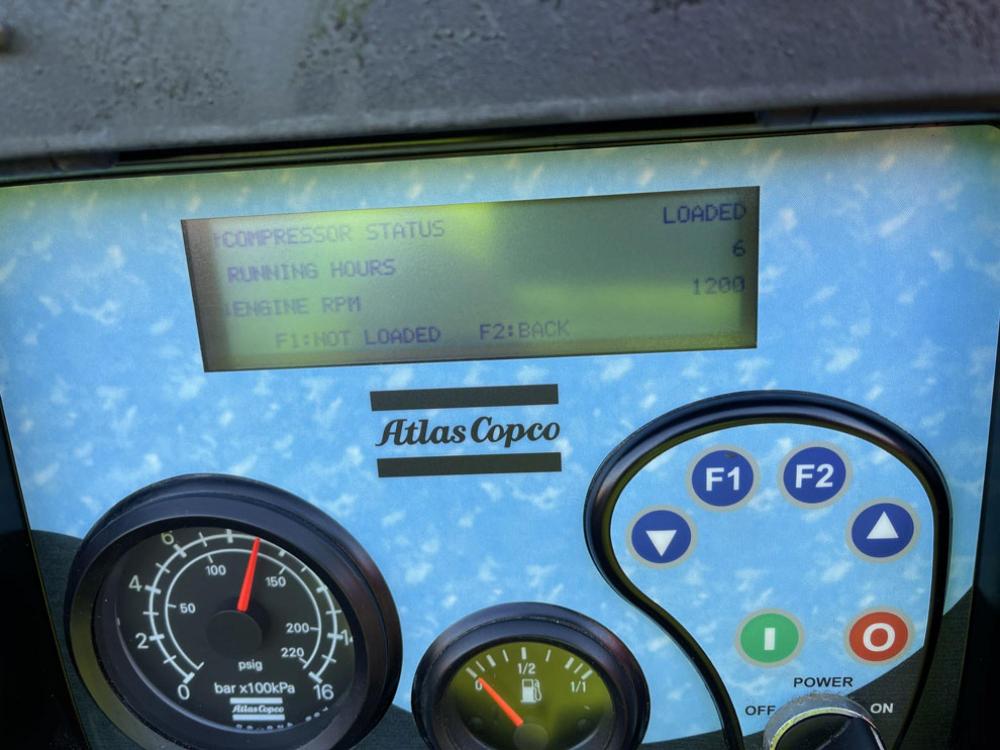 COMPRESSOR STATUS LOADED
RUNNING HOURS 6
ENGINE RPM 1200
F1:NOT LOADED F2:BACK
Atlas Copco
F1 F2
6
100 150
4
50
2
200
14
220
psig
0 bar x100kPa 16
Atlas Copco
0 1/2 1/1
I O
POWER
OFF ON